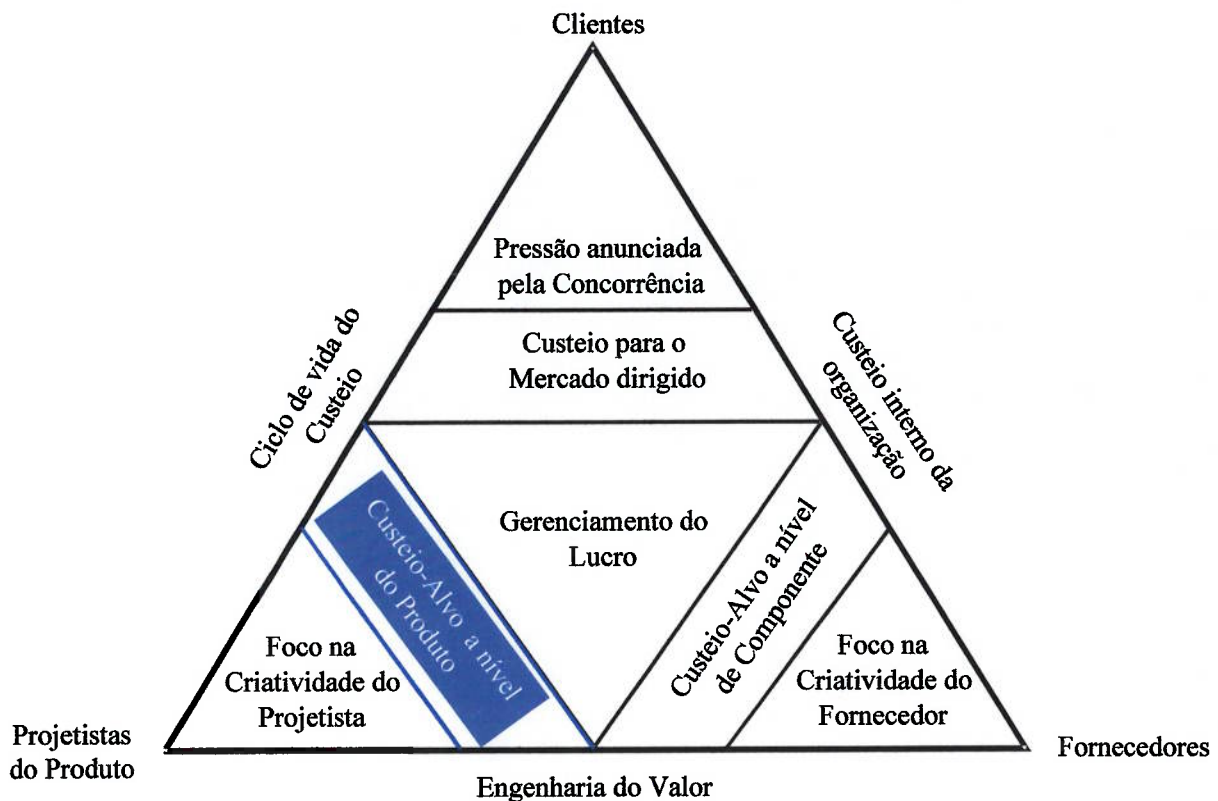 Clientes
Pressão anunciada
pela Concorrência
Custeio para o
Mercado dirigido
Ciclo de vida do
Custeio
Custeio interno da
organização
Gerenciamento do
Lucro
Custeio-Alvo a nível
do Produto
Custeio-Alvo a nível
de Componente
Foco na
Criatividade do
Projetista
Foco na
Criatividade do
Fornecedor
Projetistas
do Produto
Fornecedores
Engenharia do Valor